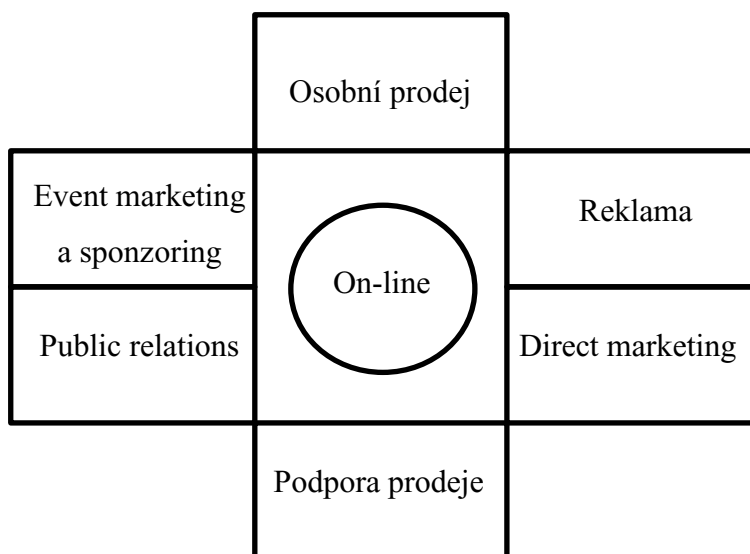 Osobní prodej
Event marketing
a sponzoring
Reklama
On-line
Public relations
Direct marketing
Podpora prodeje